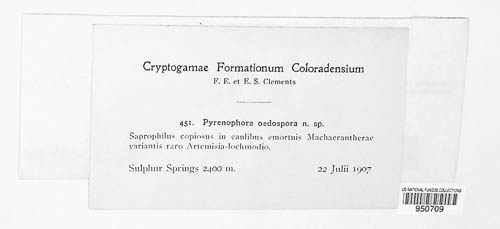 Cryptogamae Formationum Coloradensium
F. E. et E. S. Clements
451. Pyrenophora oedospora n. sp.
Saprophilus copiosus in caulibus emortuis Machaerantherae
variantis raro Artemisia-lochmodio.
Sulphur Springs 2400 m. 22 Julii 1907
US NATIONAL FUNGUS COLLECTIONS
950709